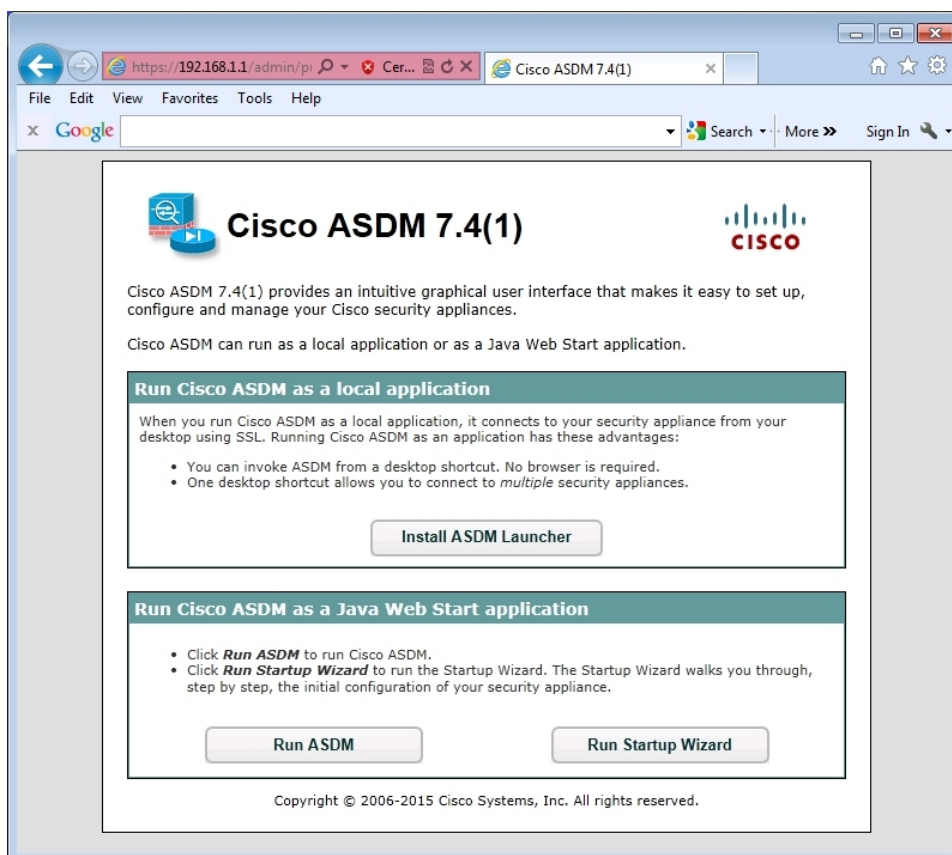 https://192.168.1.1/admin/pu Cer... Cisco ASDM 7.4(1)
File Edit View Favorites Tools Help
x Google Search More » Sign In
Cisco ASDM 7.4(1)
CISCO
Cisco ASDM 7.4(1) provides an intuitive graphical user interface that makes it easy to set up,
configure and manage your Cisco security appliances.
Cisco ASDM can run as a local application or as a Java Web Start application.
Run Cisco ASDM as a local application
When you run Cisco ASDM as a local application, it connects to your security appliance from your
desktop using SSL. Running Cisco ASDM as an application has these advantages:
• You can invoke ASDM from a desktop shortcut. No browser is required.
• One desktop shortcut allows you to connect to multiple security appliances.
Install ASDM Launcher
Run Cisco ASDM as a Java Web Start application
• Click Run ASDM to run Cisco ASDM.
• Click Run Startup Wizard to run the Startup Wizard. The Startup Wizard walks you through,
step by step, the initial configuration of your security appliance.
Run ASDM Run Startup Wizard
Copyright © 2006-2015 Cisco Systems, Inc. All rights reserved.